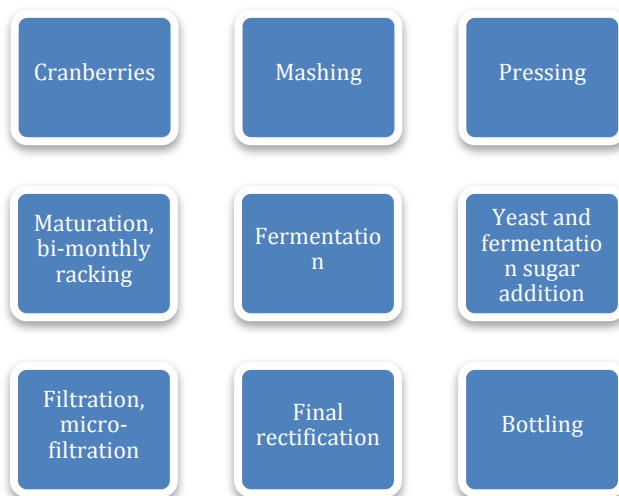 Cranberries
Mashing
Pressing
Maturation,
bi-monthly
racking
Fermentatio
n
Yeast and
fermentatio
n sugar
addition
Filtration,
micro-
filtration
Final
rectification
Bottling